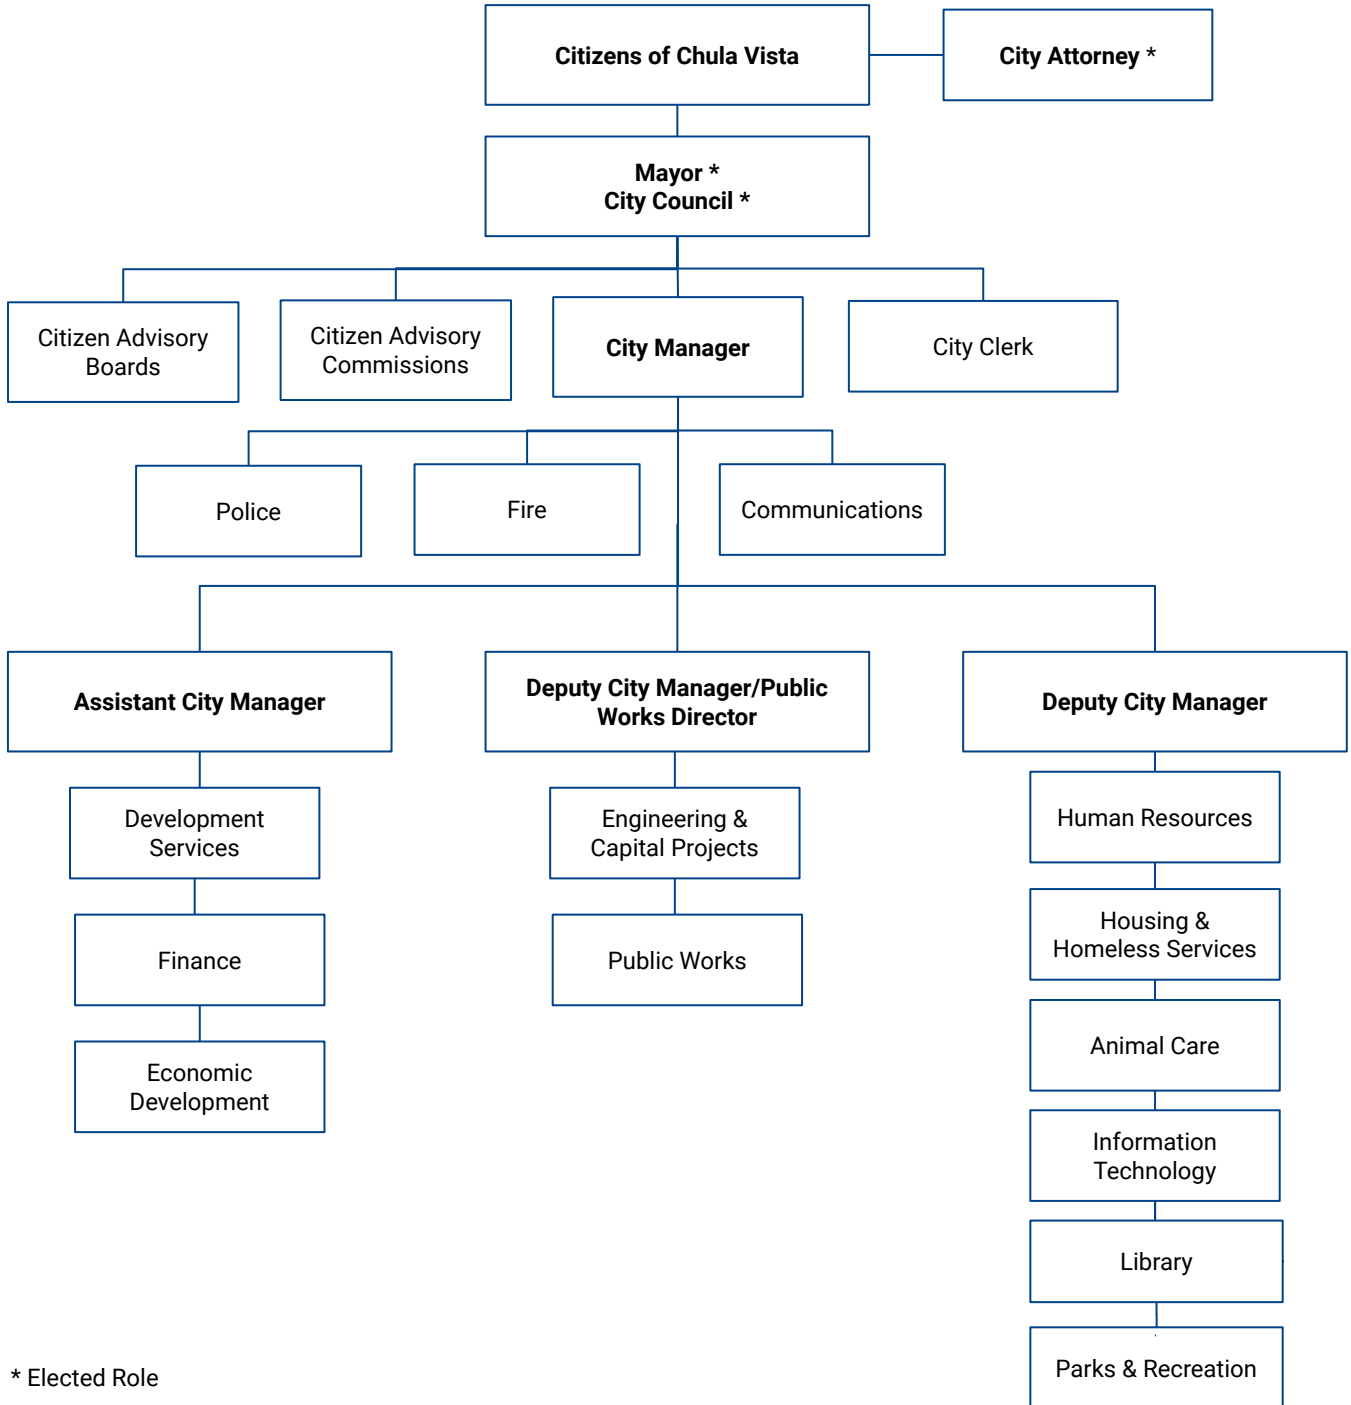 Citizens of Chula Vista
City Attorney *
Mayor *
City Council *
Citizen Advisory
Boards
Citizen Advisory
Commissions
City Manager
City Clerk
Police
Fire
Communications
Assistant City Manager
Deputy City Manager/Public
Works Director
Deputy City Manager
Development
Services
Engineering &
Capital Projects
Human Resources
Finance
Public Works
Housing &
Homeless Services
Economic
Development
Animal Care
Information
Technology
Library
Parks & Recreation
* Elected Role